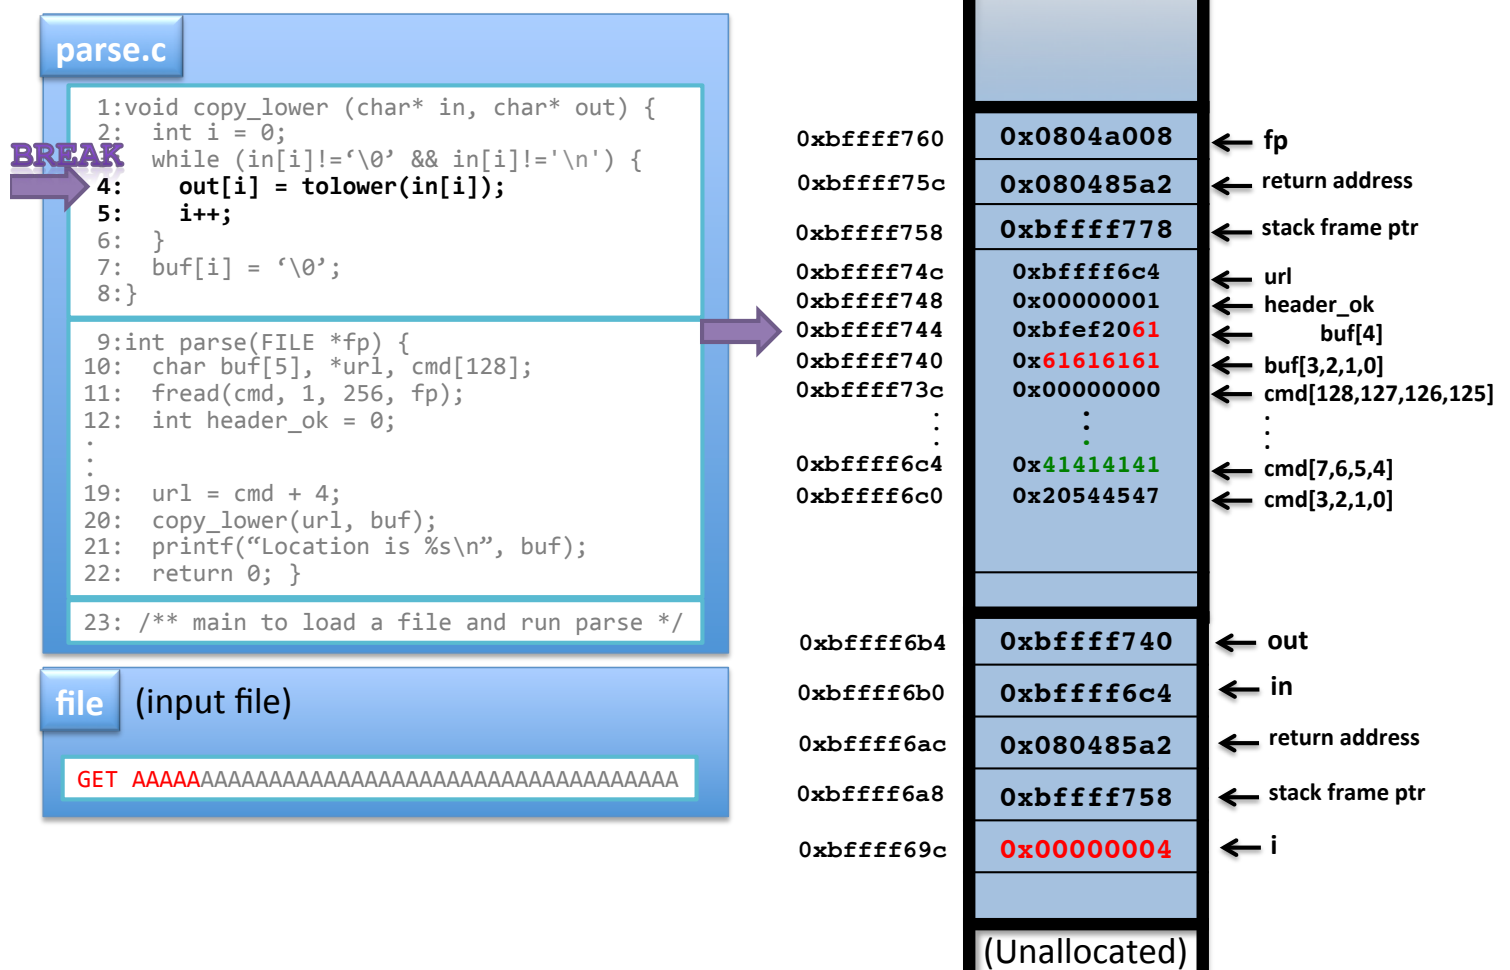 parse.c
1:void copy_lower (char* in, char* out) {
2:  int i = 0;
BREAK
  while (in[i]!=‘\0’ && in[i]!='\n') {
4:    out[i] = tolower(in[i]);
5:    i++;
6:  }
7:  buf[i] = ‘\0’;
8:}
9:int parse(FILE *fp) {
10:  char buf[5], *url, cmd[128];
11:  fread(cmd, 1, 256, fp);
12:  int header_ok = 0;
.
.
19:  url = cmd + 4;
20:  copy_lower(url, buf);
21:  printf(“Location is %s\n”, buf);
22:  return 0; }
23: /** main to load a file and run parse */
file (input file)
GET AAAAAAAAAAAAAAAAAAAAAAAAAAAAAAAAAAAAAAAA
0xbffff760 0x0804a008 fp
0xbffff75c 0x080485a2 return address
0xbffff758 0xbffff778 stack frame ptr
0xbffff74c 0xbffff6c4 url
0xbffff748 0x00000001 header_ok
0xbffff744 0xbfef2061 buf[4]
0xbffff740 0x61616161 buf[3,2,1,0]
0xbffff73c 0x00000000 cmd[128,127,126,125]
. . .
. . .
. . .
0xbffff6c4 0x41414141 cmd[7,6,5,4]
0xbffff6c0 0x20544547 cmd[3,2,1,0]
0xbffff6b4 0xbffff740 out
0xbffff6b0 0xbffff6c4 in
0xbffff6ac 0x080485a2 return address
0xbffff6a8 0xbffff758 stack frame ptr
0xbffff69c 0x00000004 i
(Unallocated)